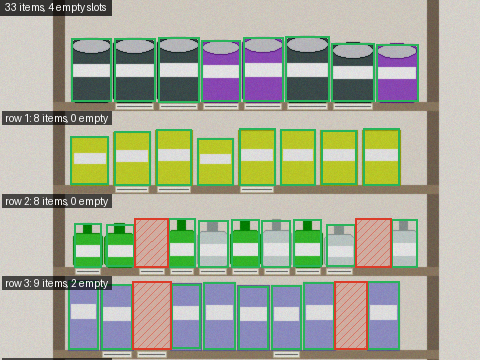 33 items, 4 empty slots
row 1: 8 items, 0 empty
row 2: 8 items, 0 empty
row 3: 9 items, 2 empty